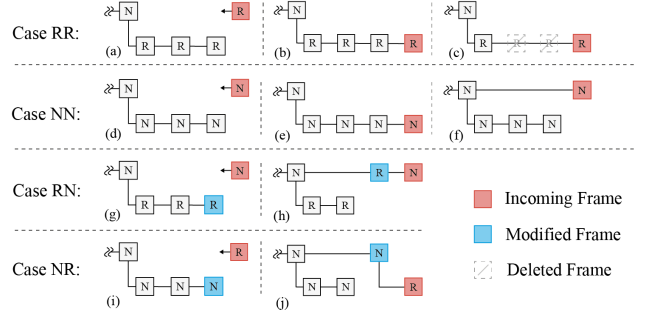 Case RR:
N R
R R R
(a)
N
R R R R
(b)
N
R R R R
(c)
Case NN:
N N
N N N
(d)
N
N N N N
(e)
N N
N N N
(f)
Case RN:
N N
R R R
(g)
N R N
R R
(h)
Case NR:
N R
N N N
(i)
N N
N N R
(j)
Incoming Frame
Modified Frame
Deleted Frame